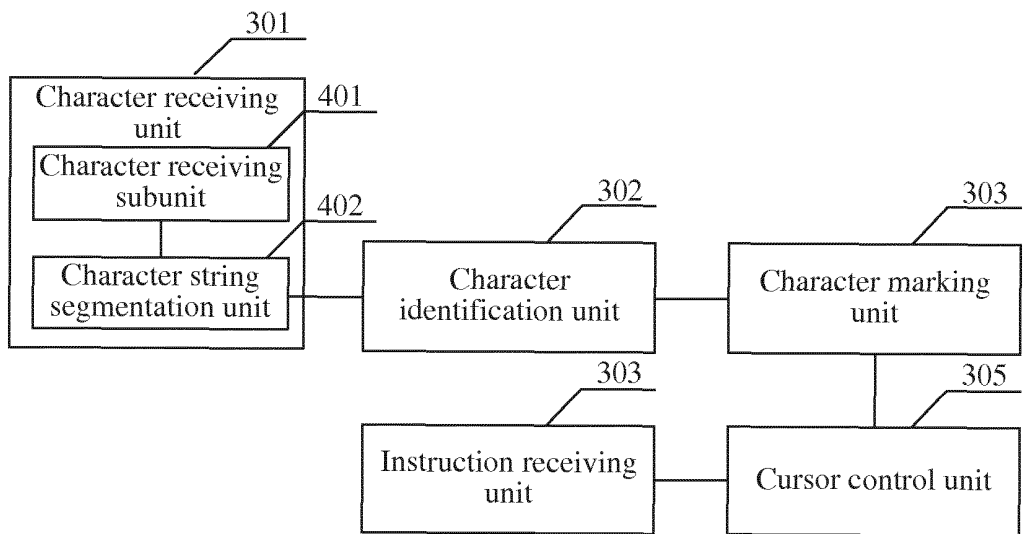 301
Character receiving
unit
401
Character receiving
subunit
402
Character string
segmentation unit
302
Character
identification unit
303
Character marking
unit
303
Instruction receiving
unit
305
Cursor control unit